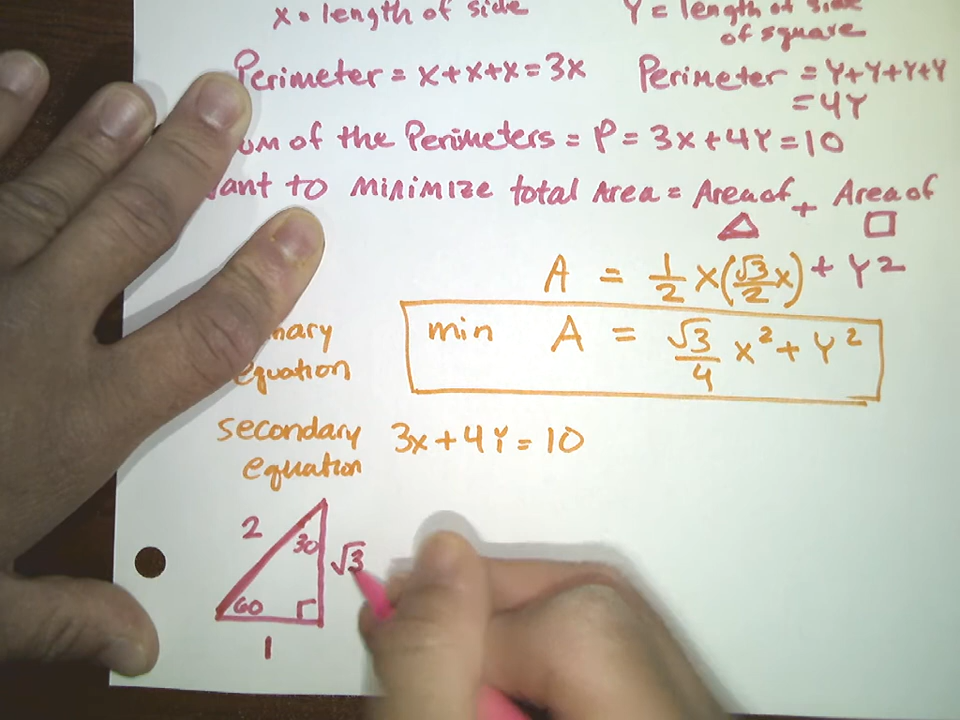 x = length of side
Y = length of side
of square
Perimeter = x+x+x = 3x
Perimeter = Y+Y+Y+Y
= 4Y
um of the Perimeters = P = 3x+4Y=10
ant to minimize total Area = Area of △ + Area of □
A = 1/2 x(√3/2 x) + Y²
min A = √3/4 x² + Y²
mary
equation
secondary 3x+4Y=10
equation
2
30
√3
60
1